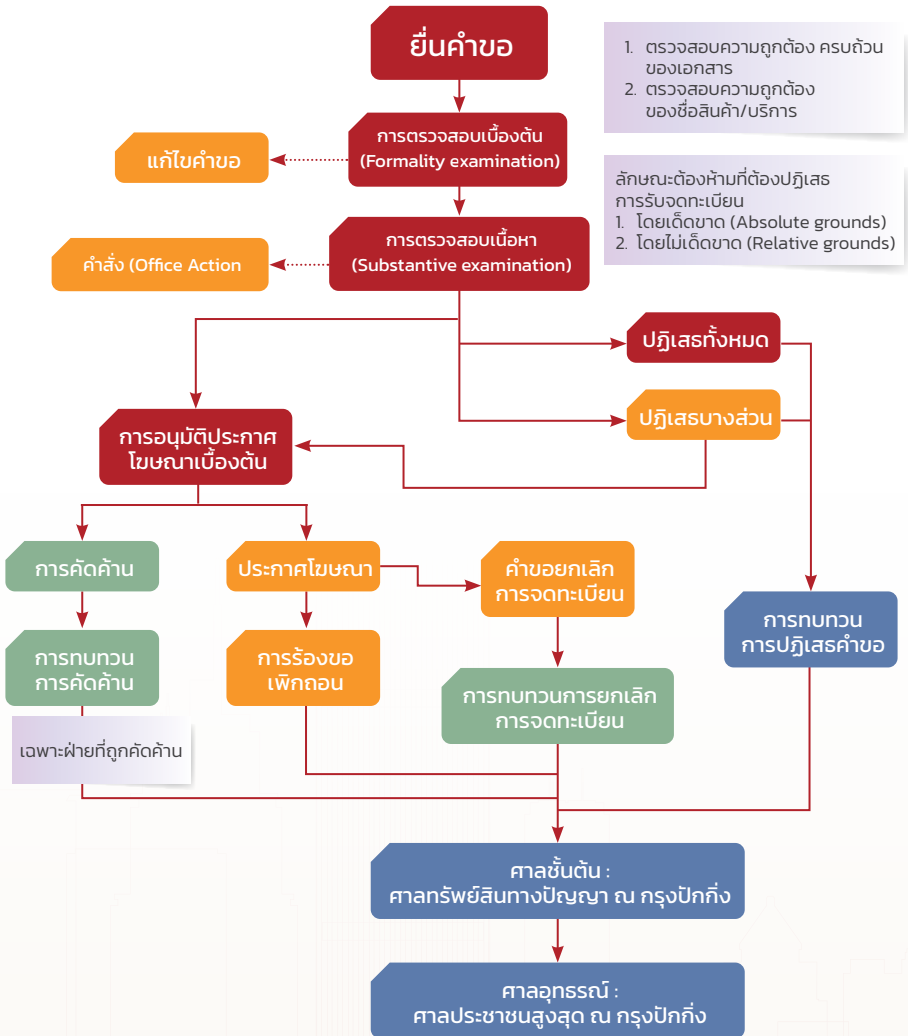 ยื่นคำขอ
1. ตรวจสอบความถูกต้อง ครบถ้วน
ของเอกสาร
2. ตรวจสอบความถูกต้อง
ของชื่อสินค้า/บริการ
การตรวจสอบเบื้องต้น
(Formality examination)
แก้ไขคำขอ
ลักษณะต้องห้ามที่ต้องปฏิเสธ
การรับจดทะเบียน
1. โดยเด็ดขาด (Absolute grounds)
2. โดยไม่เด็ดขาด (Relative grounds)
การตรวจสอบเนื้อหา
(Substantive examination)
คำสั่ง (Office Action
ปฏิเสธทั้งหมด
ปฏิเสธบางส่วน
การอนุมัติประกาศ
โฆษณาเบื้องต้น
การคัดค้าน
ประกาศโฆษณา
คำขอยกเลิก
การจดทะเบียน
การทบทวน
การปฏิเสธคำขอ
การทบทวน
การคัดค้าน
การร้องขอ
เพิกถอน
การทบทวนการยกเลิก
การจดทะเบียน
เฉพาะฝ่ายที่ถูกคัดค้าน
ศาลชั้นต้น :
ศาลทรัพย์สินทางปัญญา ณ กรุงปักกิ่ง
ศาลอุทธรณ์ :
ศาลประชาชนสูงสุด ณ กรุงปักกิ่ง